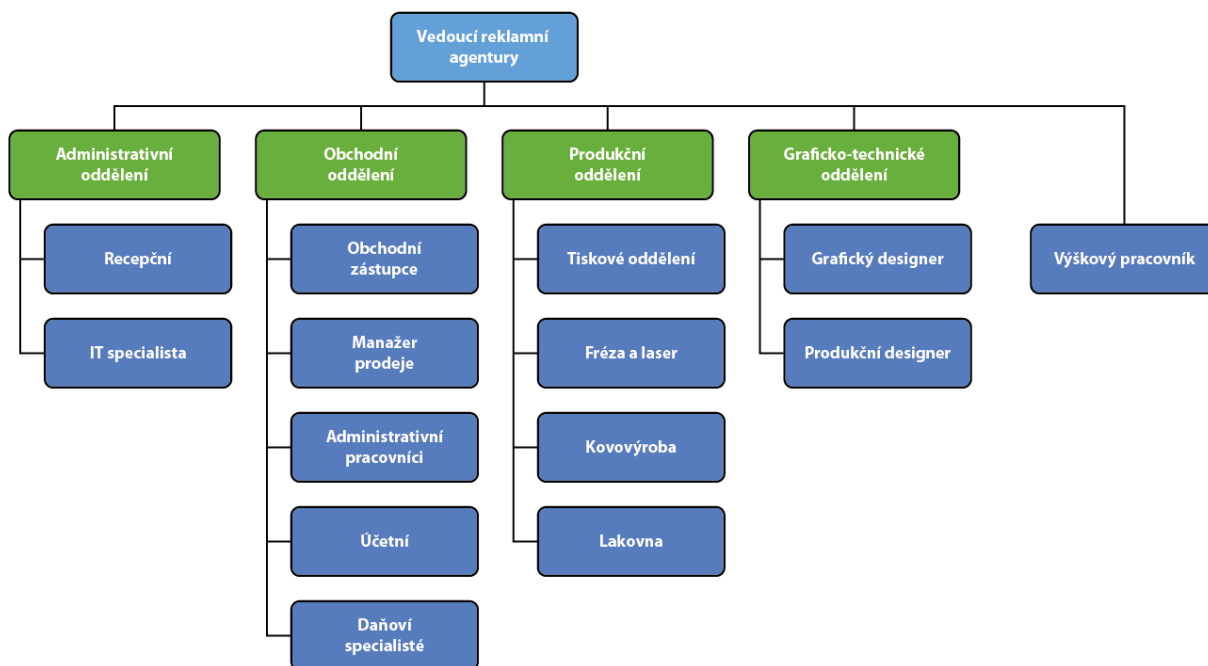 Vedoucí reklamní
agentury
Administrativní
oddělení
Obchodní
oddělení
Produkční
oddělení
Graficko-technické
oddělení
Recepční
Obchodní
zástupce
Tiskové oddělení
Grafický designer
Výškový pracovník
IT specialista
Manažer
prodeje
Fréza a laser
Produkční designer
Administrativní
pracovníci
Kovovýroba
Účetní
Lakovna
Daňoví
specialisté